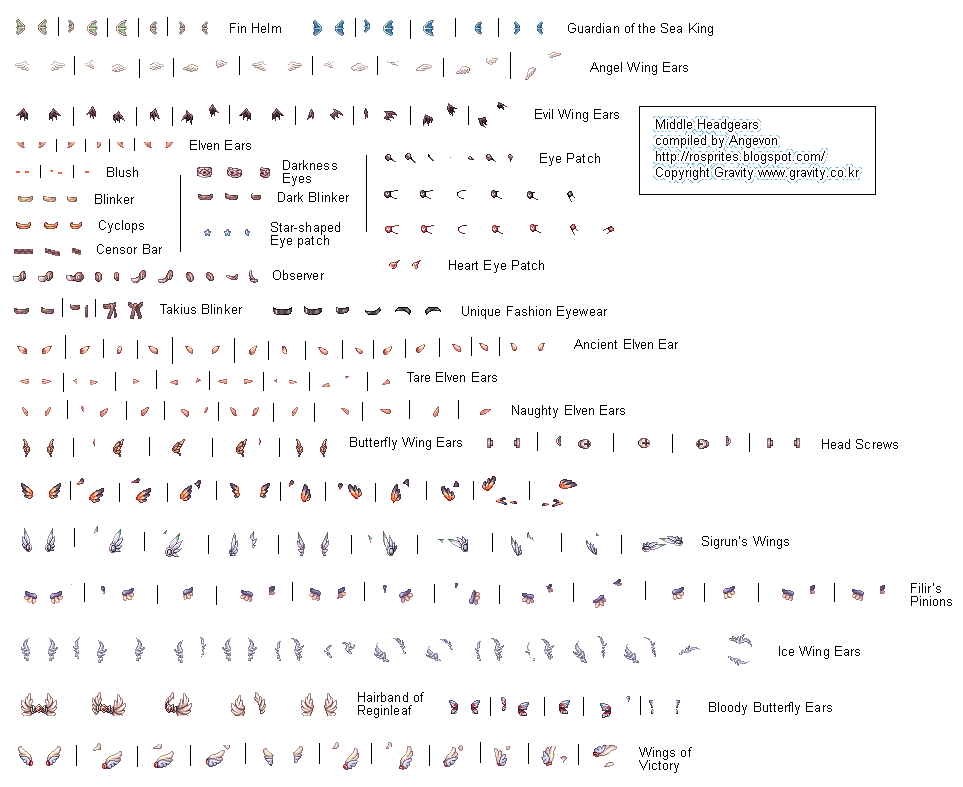 Fin Helm
Guardian of the Sea King
Angel Wing Ears
Evil Wing Ears
Middle Headgears
compiled by Angevon
http://rosprites.blogspot.com/
Copyright Gravity www.gravity.co.kr
Elven Ears
Blush
Darkness
Eyes
Eye Patch
Blinker
Dark Blinker
Cyclops
Star-shaped
Eye patch
Censor Bar
Heart Eye Patch
Observer
Takius Blinker
Unique Fashion Eyewear
Ancient Elven Ear
Tare Elven Ears
Naughty Elven Ears
Butterfly Wing Ears
Head Screws
Sigrun's Wings
Filir's
Pinions
Ice Wing Ears
Hairband of
Reginleaf
Bloody Butterfly Ears
Wings of
Victory